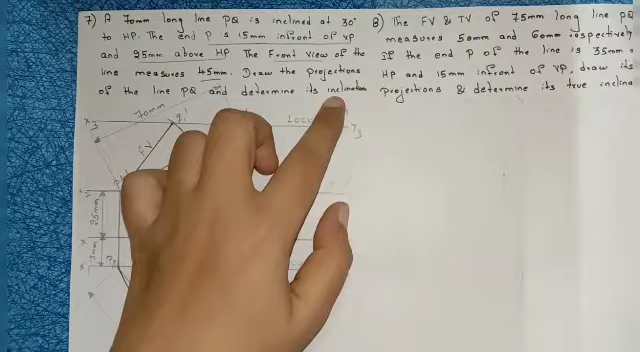 7) A 70mm long line PQ is inclined at 30°
to HP. The end P is 15mm infront of VP
and 25mm above HP. The Front view of the
line measures 45mm. Draw the projections
of the line PQ and determine its inclination
8) The FV & TV of 75mm long line PQ
measures 50mm and 60mm respectively
If the end P of the line is 35mm
HP and 15mm infront of VP, draw its
projections & determine its true inclina
70mm
q1'
FV
25mm
15mm